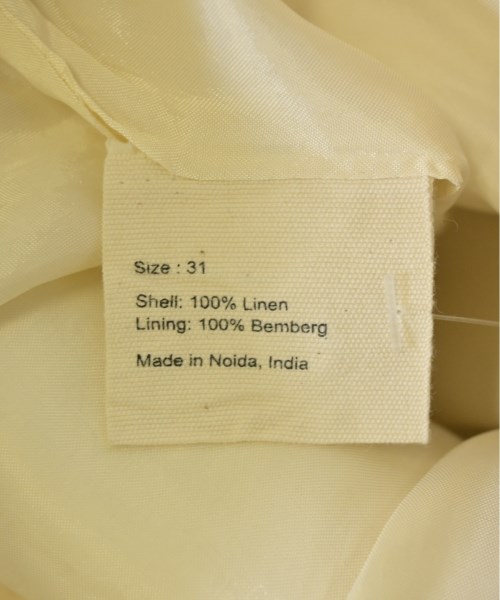 Size : 31
Shell: 100% Linen
Lining: 100% Bemberg
Made in Noida, India